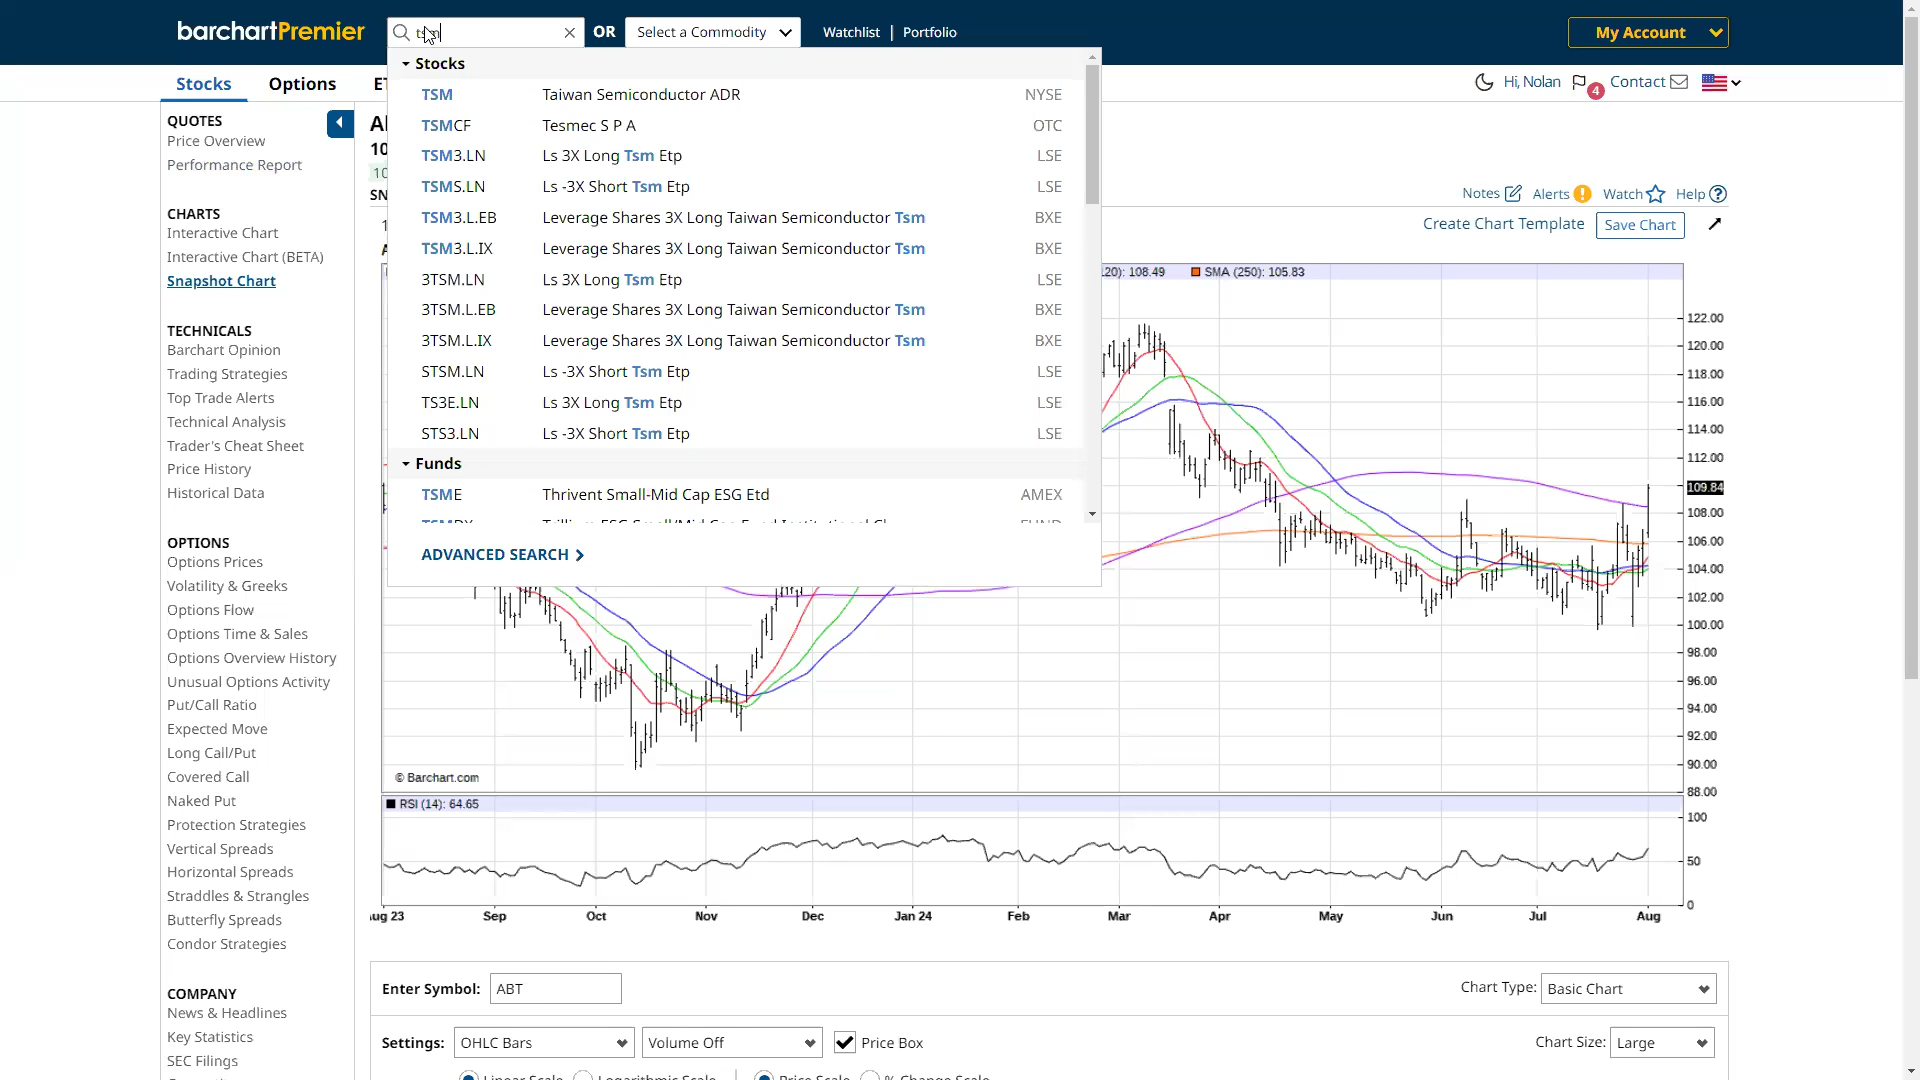 barchartPremier
tsm
OR
Select a Commodity
Watchlist | Portfolio
My Account
Stocks
Options
Hi, Nolan
4
Contact
Stocks
TSM Taiwan Semiconductor ADR NYSE
TSMCF Tesmec S P A OTC
TSM3.LN Ls 3X Long Tsm Etp LSE
TSMS.LN Ls -3X Short Tsm Etp LSE
TSM3.L.EB Leverage Shares 3X Long Taiwan Semiconductor Tsm BXE
TSM3.L.IX Leverage Shares 3X Long Taiwan Semiconductor Tsm BXE
3TSM.LN Ls 3X Long Tsm Etp LSE
3TSM.L.EB Leverage Shares 3X Long Taiwan Semiconductor Tsm BXE
3TSM.L.IX Leverage Shares 3X Long Taiwan Semiconductor Tsm BXE
STSM.LN Ls -3X Short Tsm Etp LSE
TS3E.LN Ls 3X Long Tsm Etp LSE
STS3.LN Ls -3X Short Tsm Etp LSE
Funds
TSME Thrivent Small-Mid Cap ESG Etd AMEX
ADVANCED SEARCH
QUOTES
Price Overview
Performance Report
CHARTS
Interactive Chart
Interactive Chart (BETA)
Snapshot Chart
TECHNICALS
Barchart Opinion
Trading Strategies
Top Trade Alerts
Technical Analysis
Trader's Cheat Sheet
Price History
Historical Data
OPTIONS
Options Prices
Volatility & Greeks
Options Flow
Options Time & Sales
Options Overview History
Unusual Options Activity
Put/Call Ratio
Expected Move
Long Call/Put
Covered Call
Naked Put
Protection Strategies
Vertical Spreads
Horizontal Spreads
Straddles & Strangles
Butterfly Spreads
Condor Strategies
COMPANY
News & Headlines
Key Statistics
SEC Filings
Notes
Alerts
Watch
Help
Create Chart Template
Save Chart
120): 108.49
SMA (250): 105.83
122.00
120.00
118.00
116.00
114.00
112.00
109.84
108.00
106.00
104.00
102.00
100.00
98.00
96.00
94.00
92.00
90.00
88.00
© Barchart.com
RSI (14): 64.65
100
50
0
Aug 23 Sep Oct Nov Dec Jan 24 Feb Mar Apr May Jun Jul Aug
Enter Symbol: ABT
Chart Type: Basic Chart
Settings: OHLC Bars Volume Off Price Box
Chart Size: Large
Linear Scale Logarithmic Scale Price Scale % Change Scale